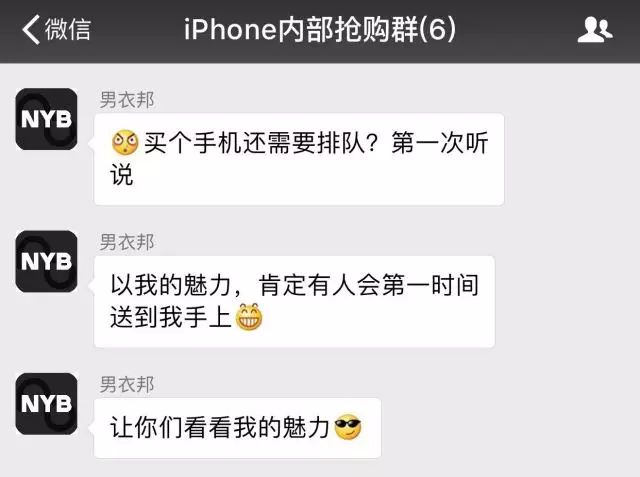 微信
iPhone内部抢购群(6)
男衣邦
NYB
买个手机还需要排队？第一次听
说
男衣邦
NYB
以我的魅力，肯定有人会第一时间
送到我手上
男衣邦
NYB
让你们看看我的魅力